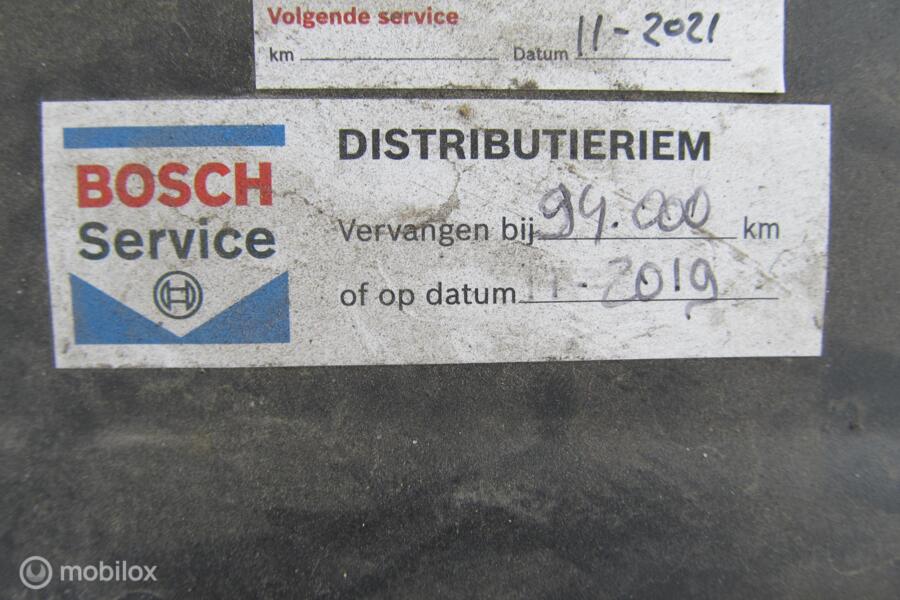 Volgende service
km Datum 11-2021
BOSCH
Service
DISTRIBUTIERIEM
Vervangen bij 94.000 km
of op datum 11-2019
mobilox